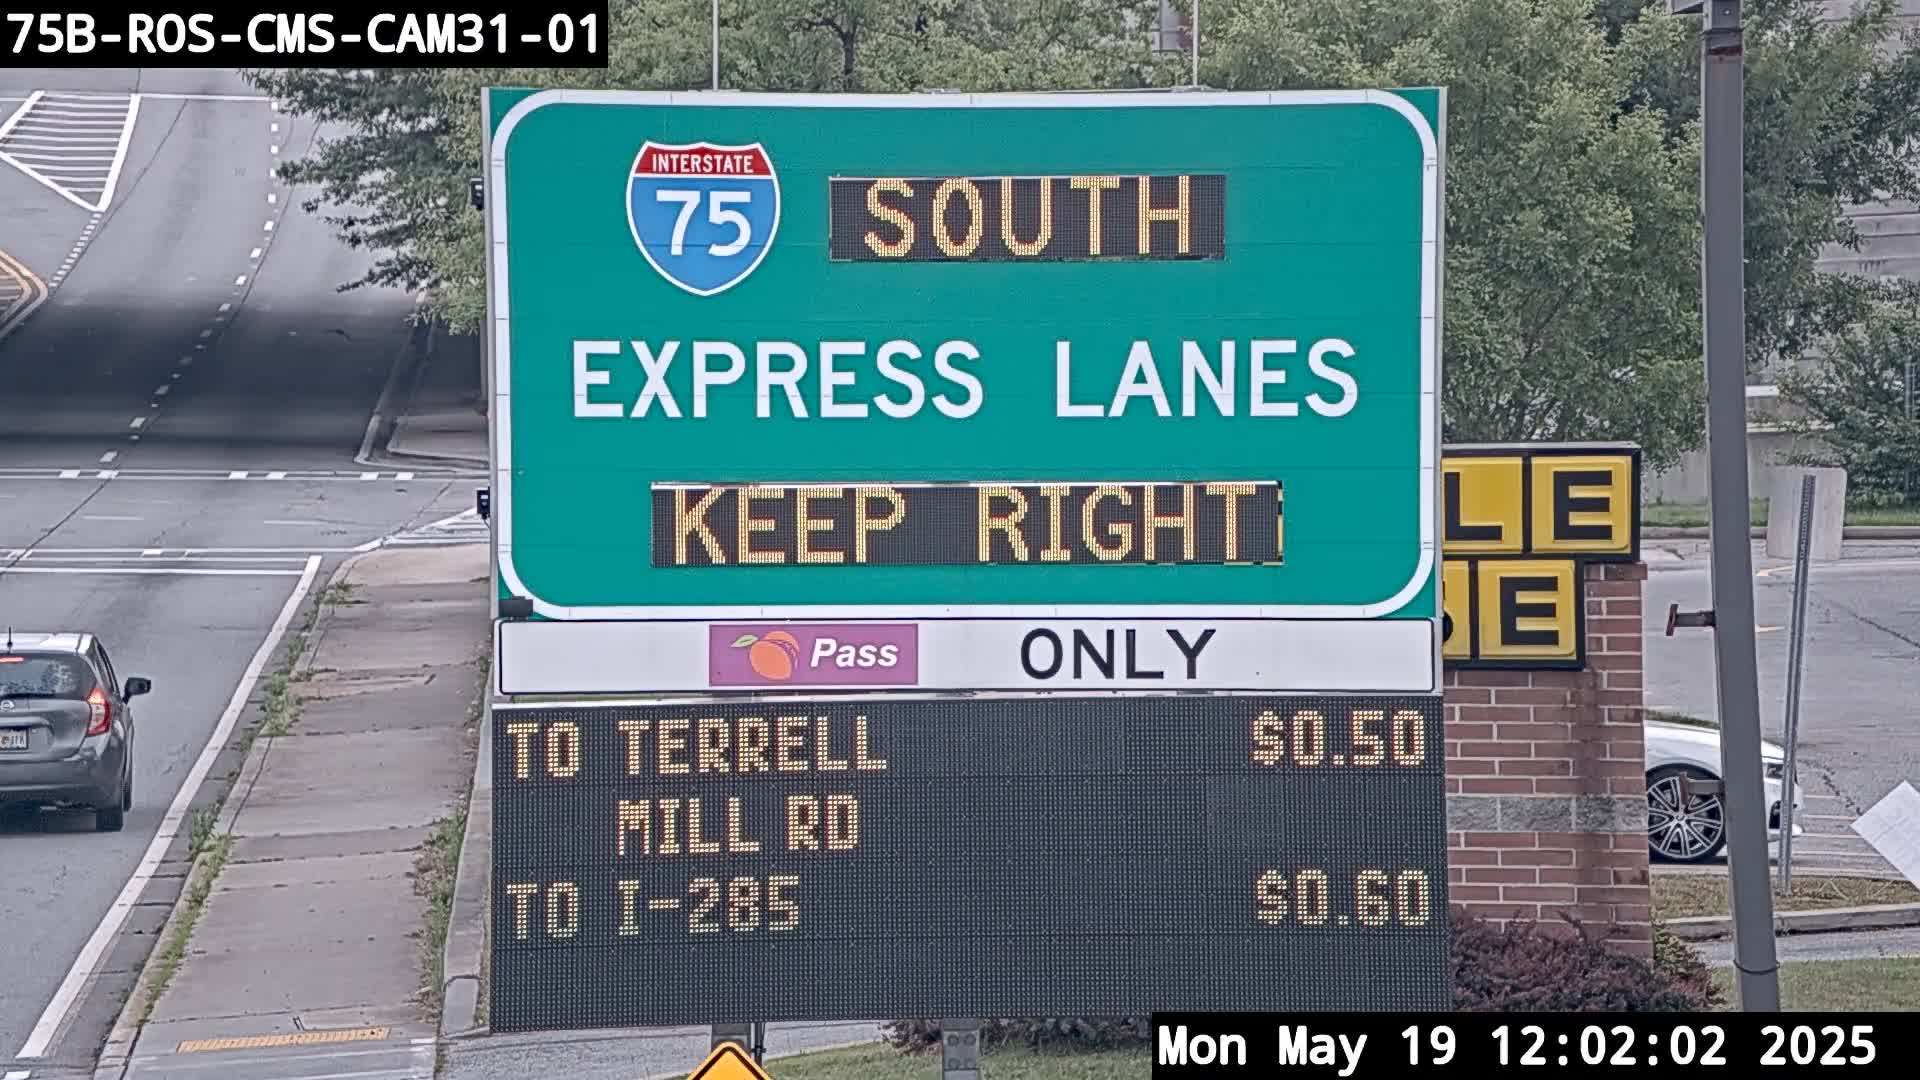 75B-ROS-CMS-CAM31-01
INTERSTATE
75
SOUTH
EXPRESS LANES
KEEP RIGHT
Pass ONLY
TO TERRELL $0.50
MILL RD
TO I-285 $0.60
LE
E
Mon May 19 12:02:02 2025